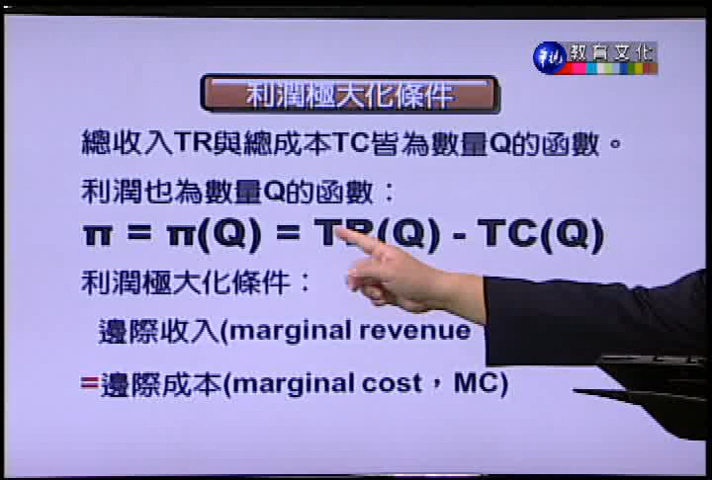 華視 教育文化
利潤極大化條件
總收入TR與總成本TC皆為數量Q的函數。
利潤也為數量Q的函數：
π = π(Q) = TR(Q) - TC(Q)
利潤極大化條件：
邊際收入(marginal revenue
=邊際成本(marginal cost，MC)